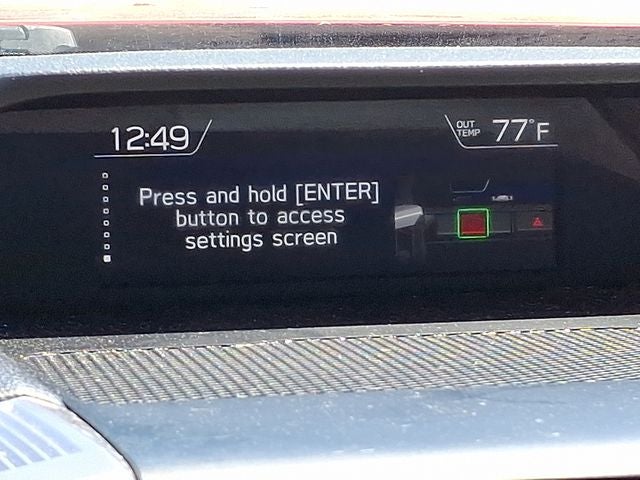 12:49
OUT
TEMP
77°F
Press and hold [ENTER]
button to access
settings screen